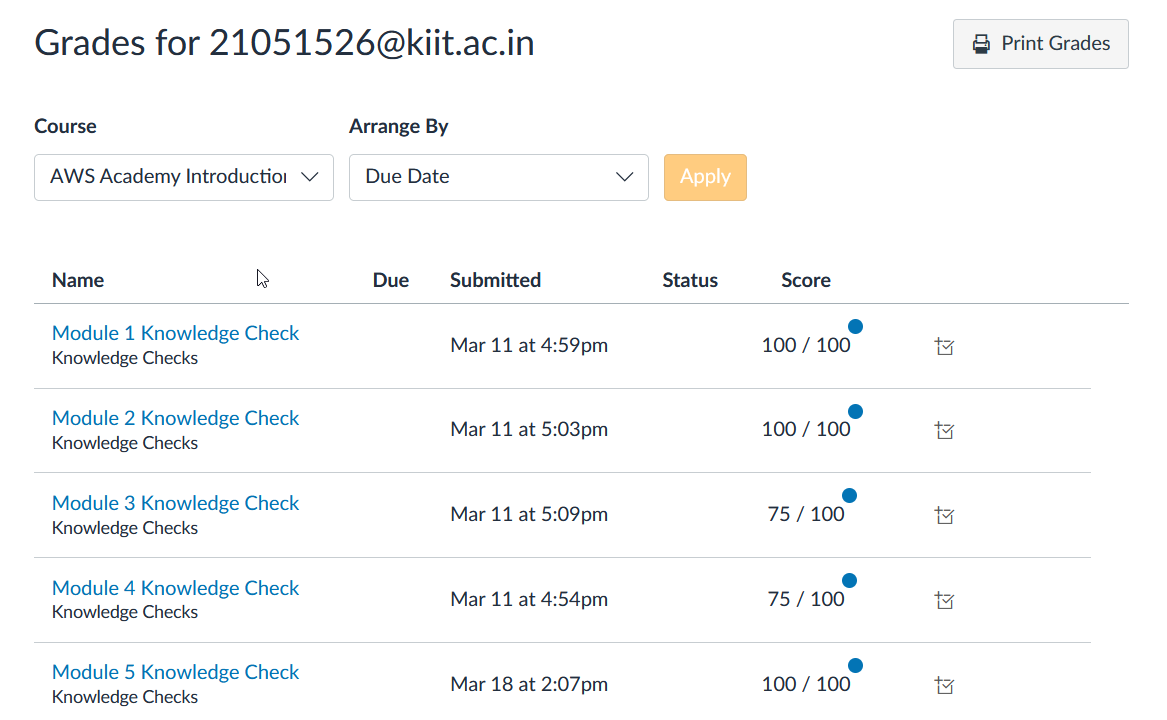 Grades for 21051526@kiit.ac.in
Print Grades
Course
Arrange By
AWS Academy Introduction
Due Date
Apply
Name Due Submitted Status Score
Module 1 Knowledge Check
Knowledge Checks
Mar 11 at 4:59pm
100 / 100
Module 2 Knowledge Check
Knowledge Checks
Mar 11 at 5:03pm
100 / 100
Module 3 Knowledge Check
Knowledge Checks
Mar 11 at 5:09pm
75 / 100
Module 4 Knowledge Check
Knowledge Checks
Mar 11 at 4:54pm
75 / 100
Module 5 Knowledge Check
Knowledge Checks
Mar 18 at 2:07pm
100 / 100